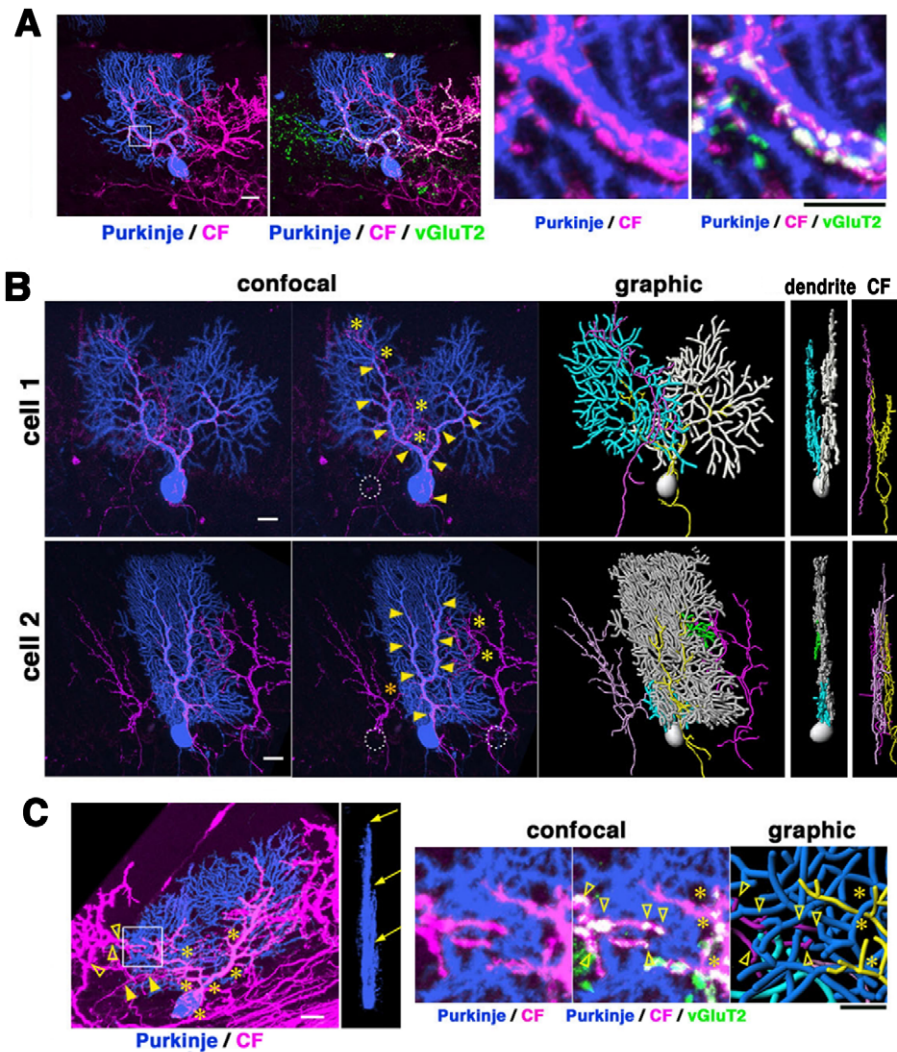 A
Purkinje / CF
Purkinje / CF / vGluT2
Purkinje / CF
Purkinje / CF / vGluT2
B
confocal
graphic
dendrite
CF
cell 1
cell 2
C
confocal
graphic
Purkinje / CF
Purkinje / CF
Purkinje / CF / vGluT2